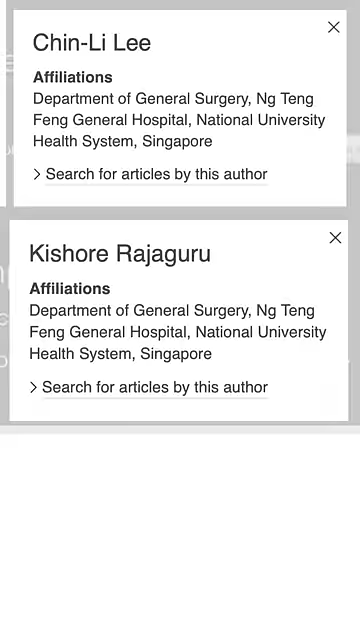 Chin-Li Lee
Affiliations
Department of General Surgery, Ng Teng
Feng General Hospital, National University
Health System, Singapore
Search for articles by this author
Kishore Rajaguru
Affiliations
Department of General Surgery, Ng Teng
Feng General Hospital, National University
Health System, Singapore
Search for articles by this author